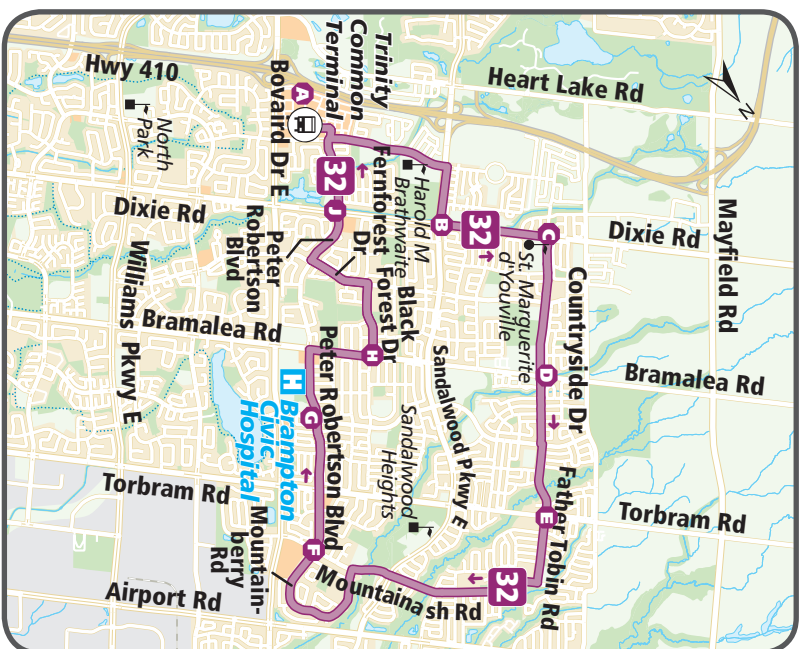 Hwy 410
North
Park
Bovaird Dr E
A
Trinity
Common
Terminal
Heart Lake Rd
N
32
Fernforest
Dr
Harold M
Brathwaite
B
32
C
St. Marguerite
d'Youville
Dixie Rd
Dixie Rd
Mayfield Rd
J
Peter
Robertson
Blvd
Williams Pkwy E
Black
Forest Dr
Countryside Dr
Bramalea Rd
H
Peter Robertson Blvd
Sandalwood Pkwy E
D
Bramalea Rd
H
Brampton
Civic
Hospital
G
Sandalwood
Heights
Torbram Rd
E
Father Tobin Rd
Torbram Rd
Mountain-
berry
Rd
F
Mountainash Rd
32
Airport Rd